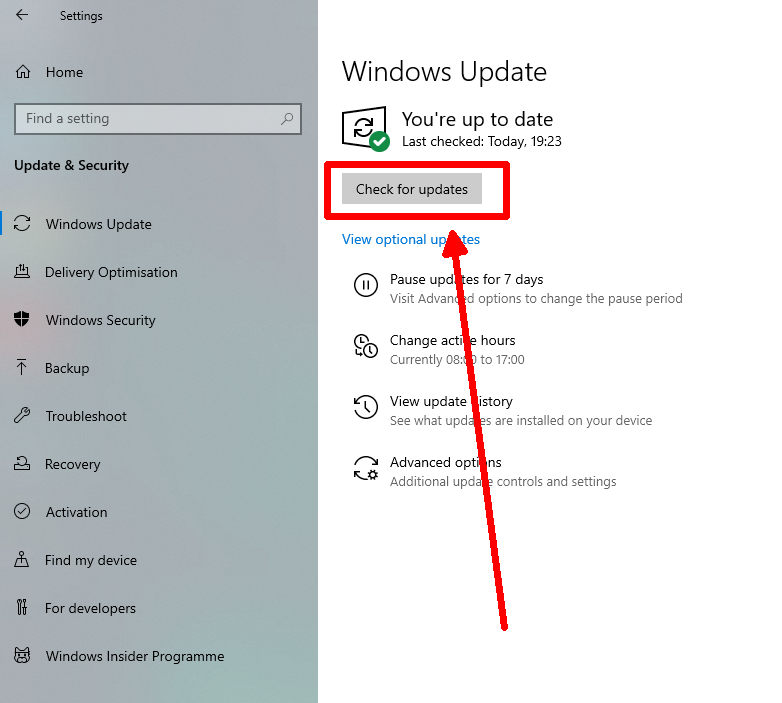 Settings
Home
Find a setting
Update & Security
Windows Update
Delivery Optimisation
Windows Security
Backup
Troubleshoot
Recovery
Activation
Find my device
For developers
Windows Insider Programme
Windows Update
You're up to date
Last checked: Today, 19:23
Check for updates
View optional updates
Pause updates for 7 days
Visit Advanced options to change the pause period
Change active hours
Currently 08:00 to 17:00
View update history
See what updates are installed on your device
Advanced options
Additional update controls and settings